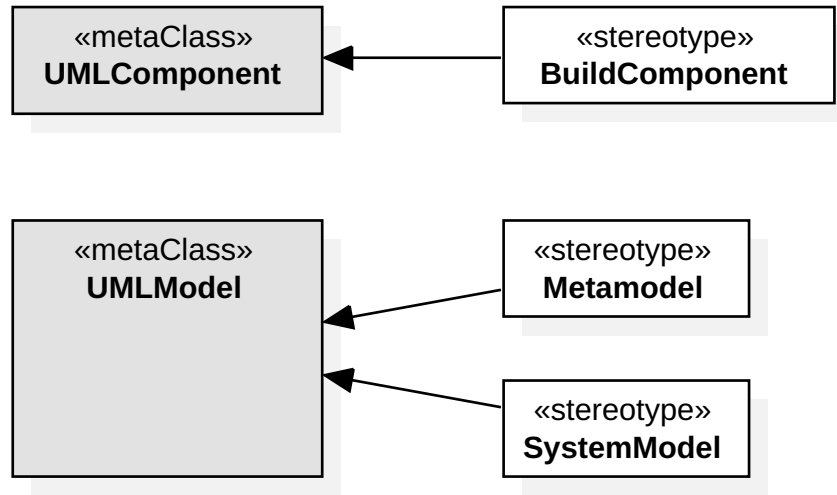 «metaClass»
UMLComponent
«stereotype»
BuildComponent
«metaClass»
UMLModel
«stereotype»
Metamodel
«stereotype»
SystemModel